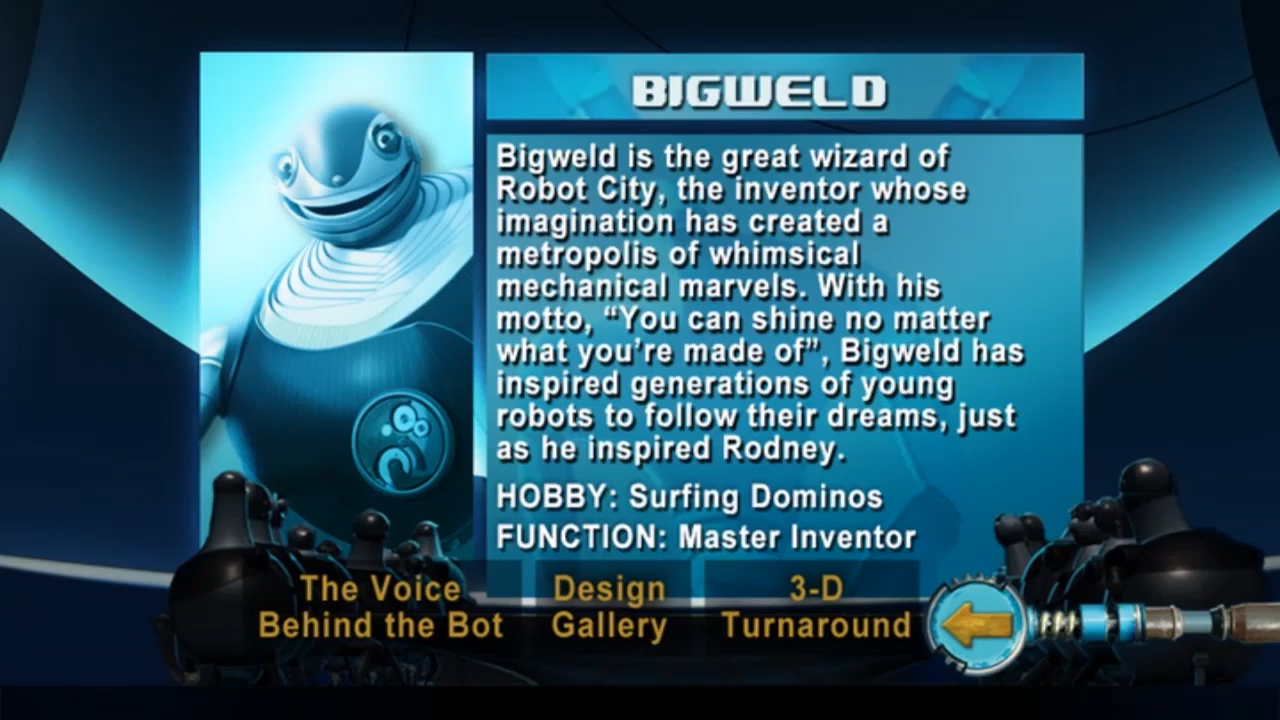 BIGWELD
Bigweld is the great wizard of
Robot City, the inventor whose
imagination has created a
metropolis of whimsical
mechanical marvels. With his
motto, “You can shine no matter
what you’re made of”, Bigweld has
inspired generations of young
robots to follow their dreams, just
as he inspired Rodney.
HOBBY: Surfing Dominos
FUNCTION: Master Inventor
The Voice
Behind the Bot
Design
Gallery
3-D
Turnaround